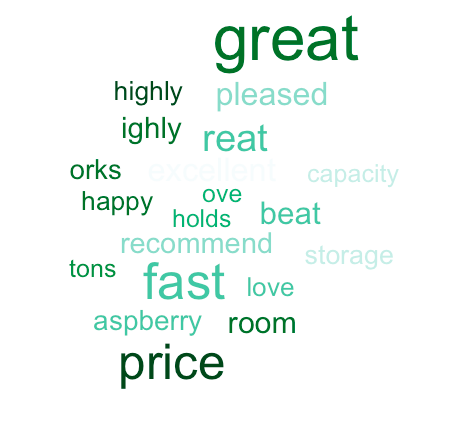 great
highly pleased
ighly reat
orks excellent capacity
happy ove
holds beat
recommend storage
tons fast love
aspberry room
price